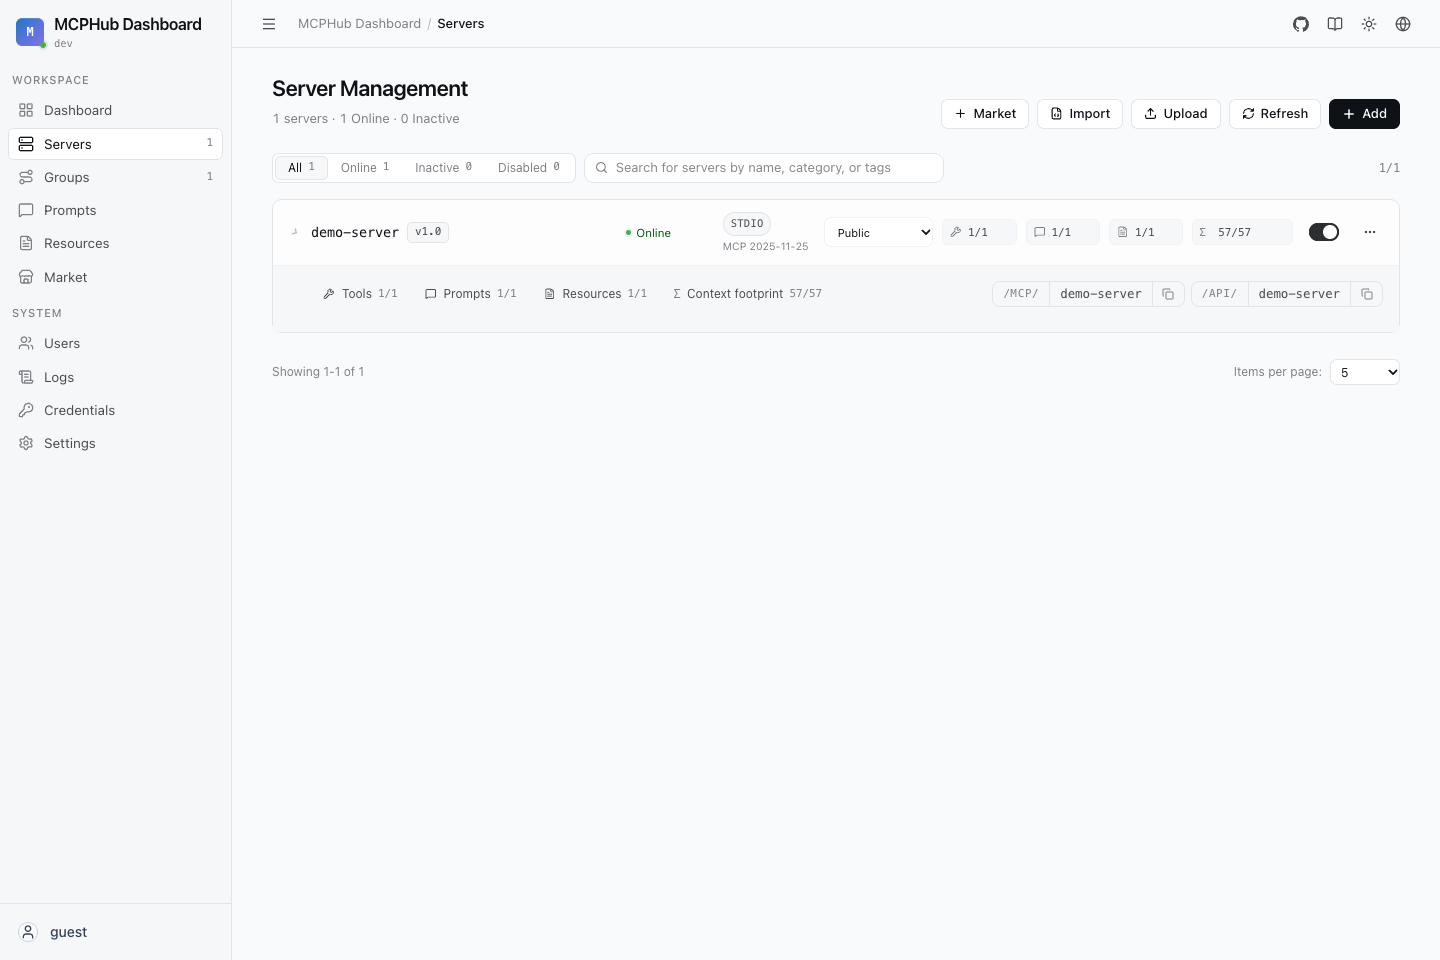 M
MCPHub Dashboard
dev
WORKSPACE
Dashboard
Servers 1
Groups 1
Prompts
Resources
Market
SYSTEM
Users
Logs
Credentials
Settings
guest
MCPHub Dashboard / Servers
Server Management
1 servers · 1 Online · 0 Inactive
Market
Import
Upload
Refresh
Add
All 1
Online 1
Inactive 0
Disabled 0
Search for servers by name, category, or tags
1/1
demo-server v1.0
Online
STDIO
MCP 2025-11-25
Public
1/1
1/1
1/1
Σ 57/57
Tools 1/1
Prompts 1/1
Resources 1/1
Σ Context footprint 57/57
/MCP/ demo-server
/API/ demo-server
Showing 1-1 of 1
Items per page: 5